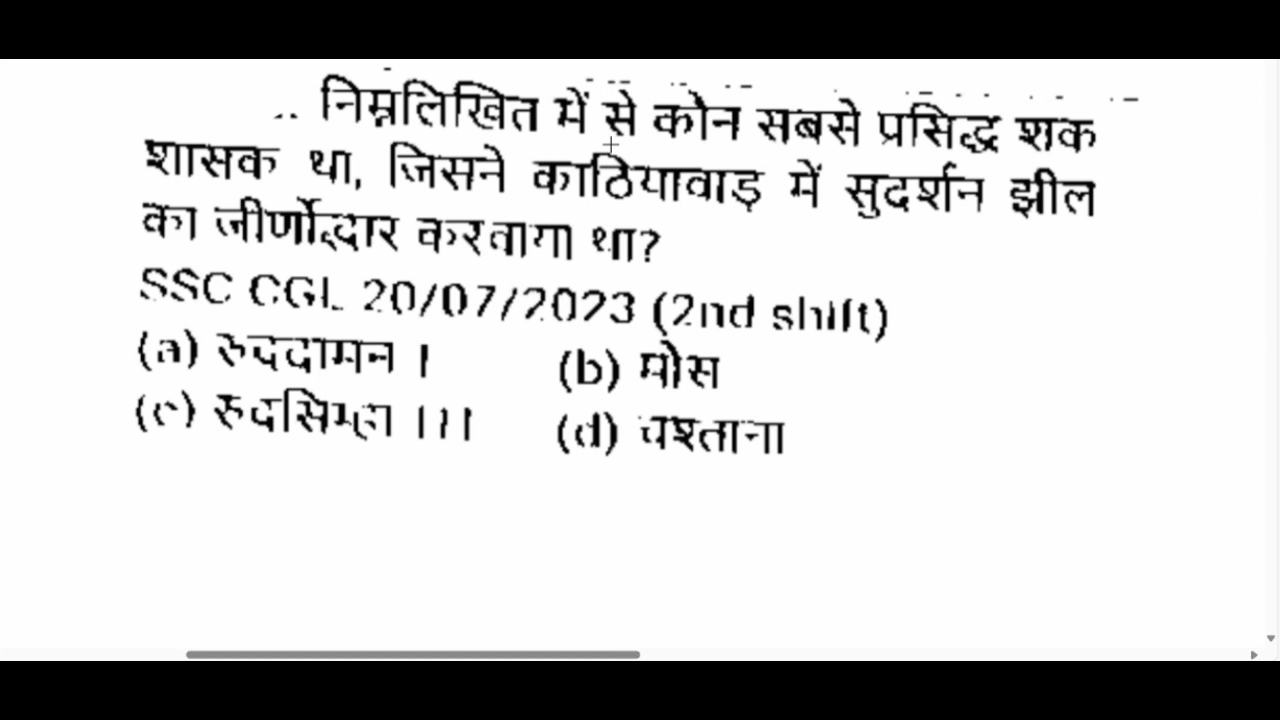 निम्नलिखित में से कौन सबसे प्रसिद्ध शक
शासक था, जिसने काठियावाड़ में सुदर्शन झील
का जीर्णोद्धार करवाया था?
SSC CGL 20/07/2023 (2nd shift)
(a) रुद्रदामन I (b) मोस
(c) रुद्रसिम्हा III (d) चश्ताना